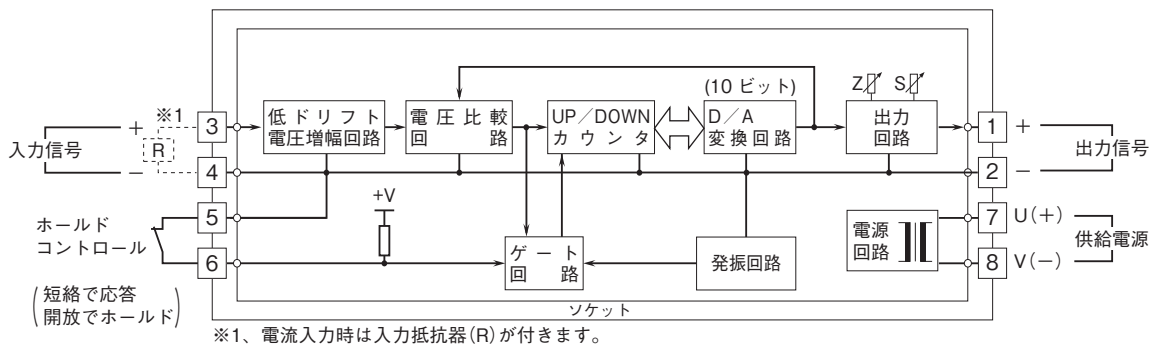 (10 ビット)
Z
S
※1
低ドリフト
電圧増幅回路
電圧比較
回路
UP/DOWN
カウンタ
D/A
変換回路
出力
回路
入力信号
+
−
R
3
4
1
2
+
−
出力信号
ホールド
コントロール
5
6
+V
ゲート
回路
発振回路
電源
回路
7
8
U(+)
V(−)
供給電源
(短絡で応答
開放でホールド)
ソケット
※1、電流入力時は入力抵抗器(R)が付きます。